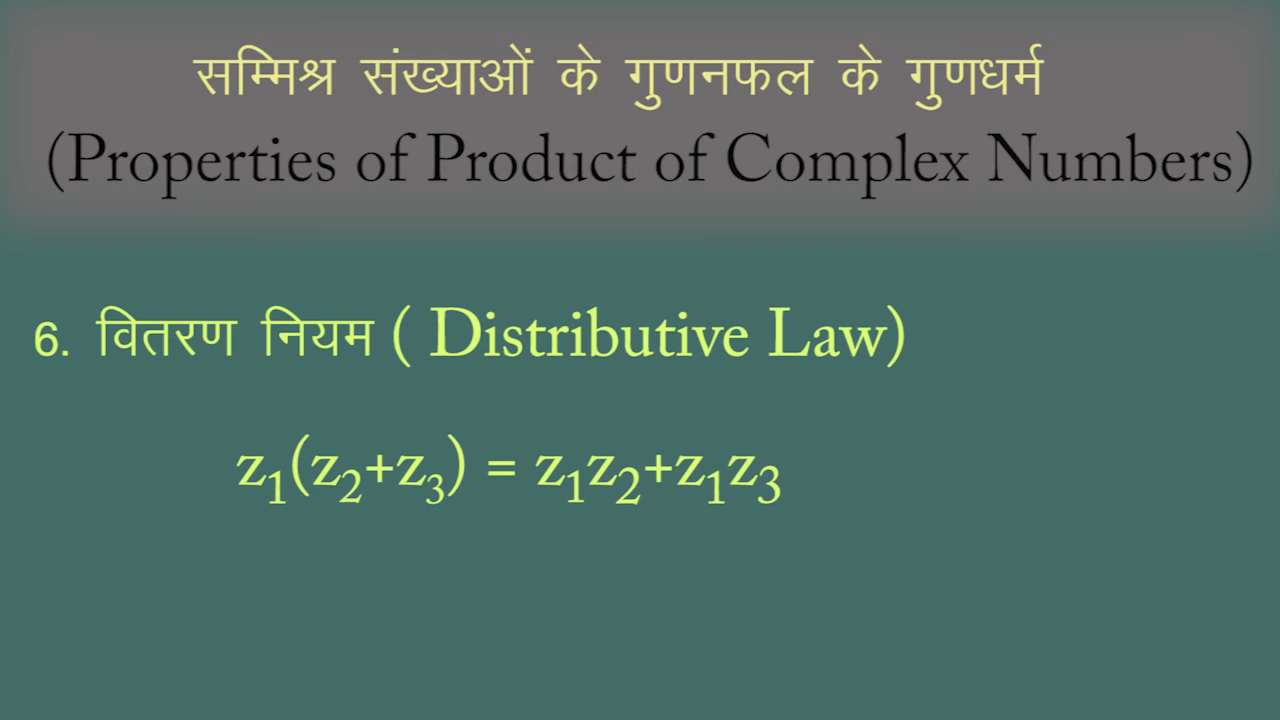 सम्मिश्र संख्याओं के गुणनफल के गुणधर्म
(Properties of Product of Complex Numbers)
6. वितरण नियम ( Distributive Law)
z₁(z₂+z₃) = z₁z₂+z₁z₃